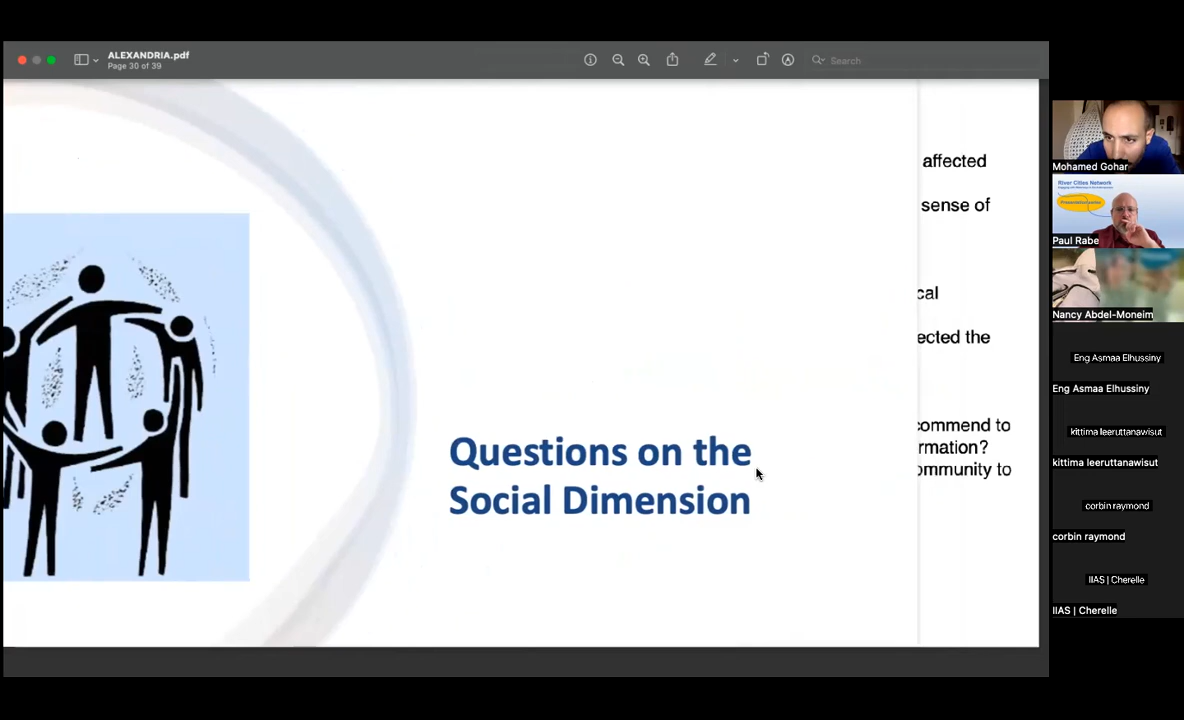 ALEXANDRIA.pdf
Page 30 of 39
Search
affected
sense of
cal
ected the
commend to
rmation?
ommunity to
Questions on the
Social Dimension
Mohamed Gohar
River Cities Network
Paul Rabe
Nancy Abdel-Moneim
Eng Asmaa Elhussiny
Eng Asmaa Elhussiny
kittima leeruttanawisut
kittima leeruttanawisut
corbin raymond
corbin raymond
IIAS | Cherelle
IIAS | Cherelle